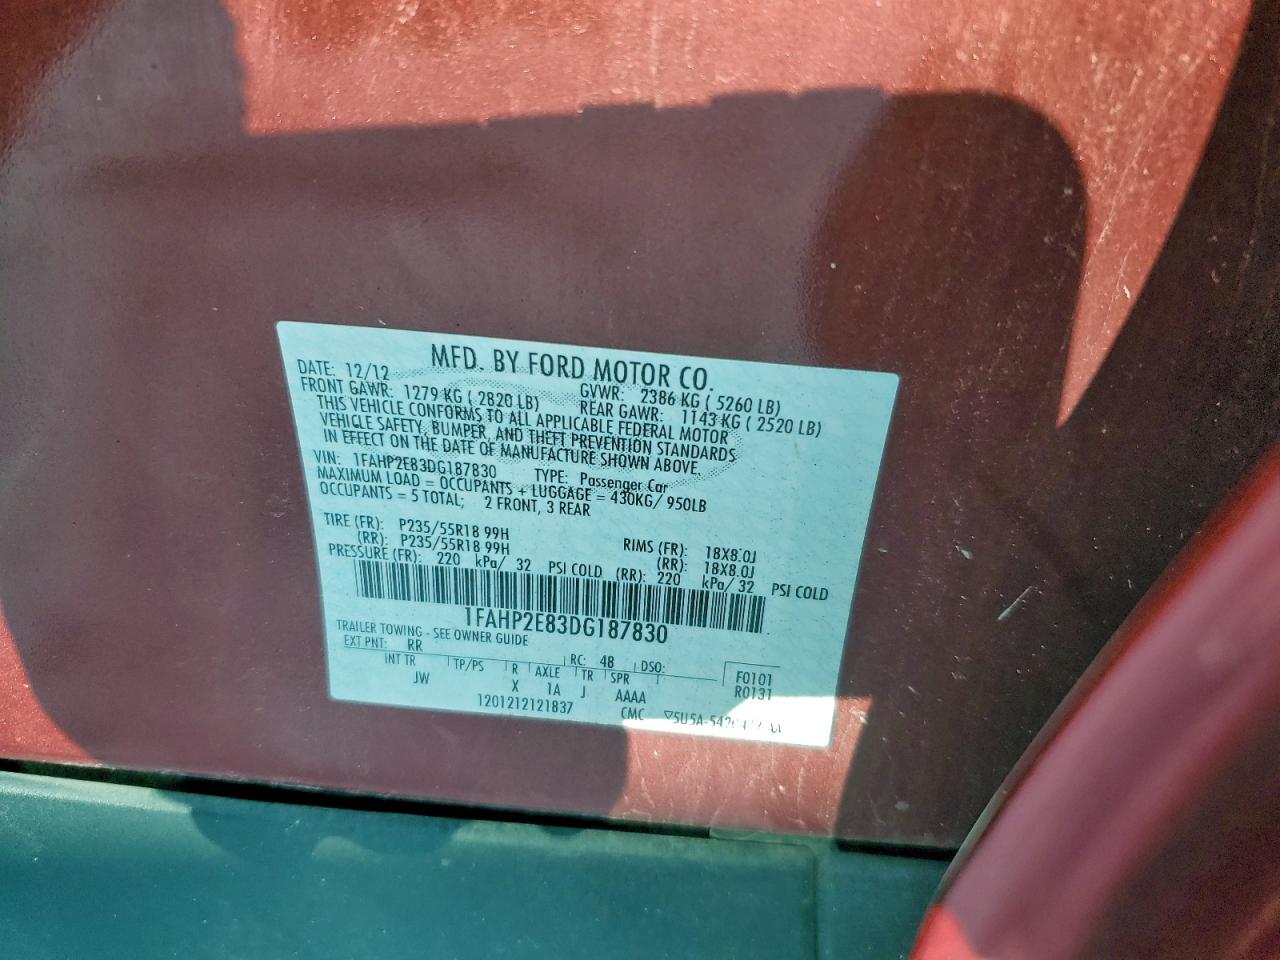 MFD. BY FORD MOTOR CO.
DATE: 12/12 GVWR: 2386 KG ( 5260 LB)
FRONT GAWR: 1279 KG ( 2820 LB) REAR GAWR: 1143 KG ( 2520 LB)
THIS VEHICLE CONFORMS TO ALL APPLICABLE FEDERAL MOTOR
VEHICLE SAFETY, BUMPER, AND THEFT PREVENTION STANDARDS
IN EFFECT ON THE DATE OF MANUFACTURE SHOWN ABOVE.
VIN: 1FAHP2E83DG187830 TYPE: Passenger Car
MAXIMUM LOAD = OCCUPANTS + LUGGAGE = 430KG/ 950LB
OCCUPANTS = 5 TOTAL; 2 FRONT, 3 REAR
TIRE (FR): P235/55R18 99H RIMS (FR): 18X8.0J
(RR): P235/55R18 99H (RR): 18X8.0J
PRESSURE (FR): 220 kPa/ 32 PSI COLD (RR): 220 kPa/ 32 PSI COLD
1FAHP2E83DG187830
TRAILER TOWING - SEE OWNER GUIDE
EXT PNT: RR RC: 48 DSO: F0101
INT TR TP/PS R AXLE TR SPR R0131
JW X 1A J AAAA
1201212121837 CMC